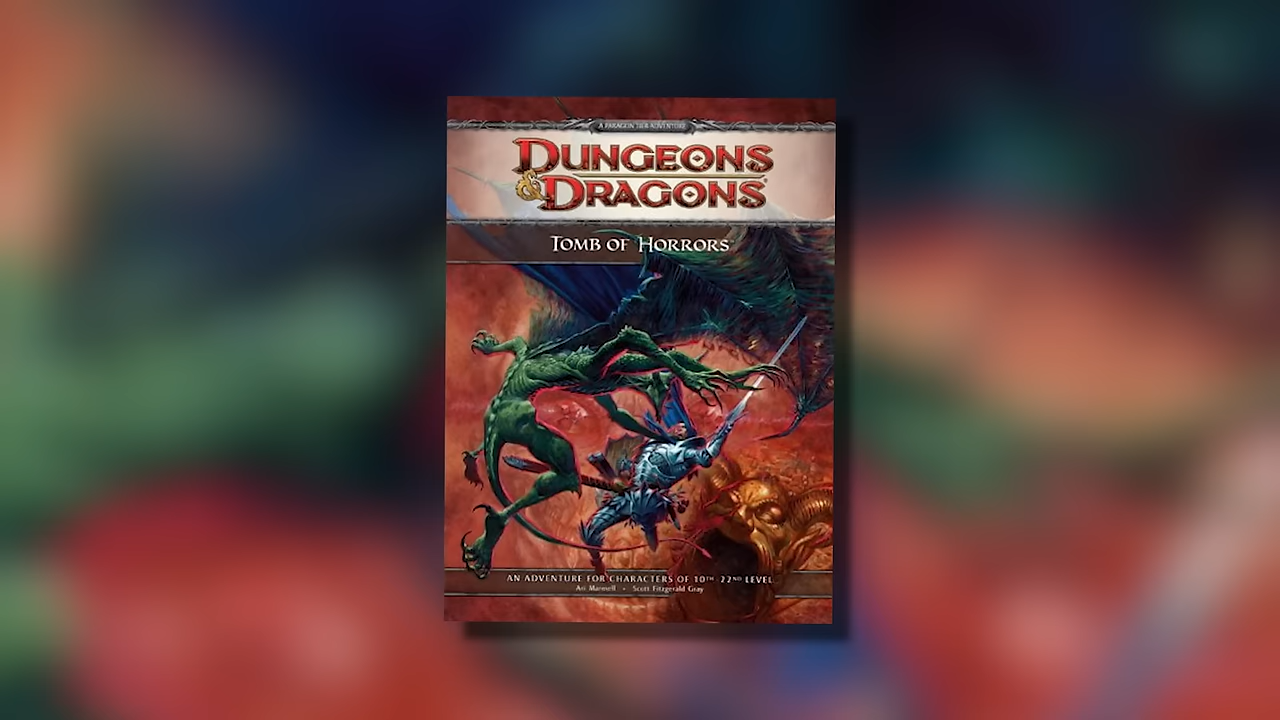 A PARAGON TIER ADVENTURE
DUNGEONS
& DRAGONS®
TOMB OF HORRORS™
AN ADVENTURE FOR CHARACTERS OF 10TH–22ND LEVEL
Ari Marmell • Scott Fitzgerald Gray